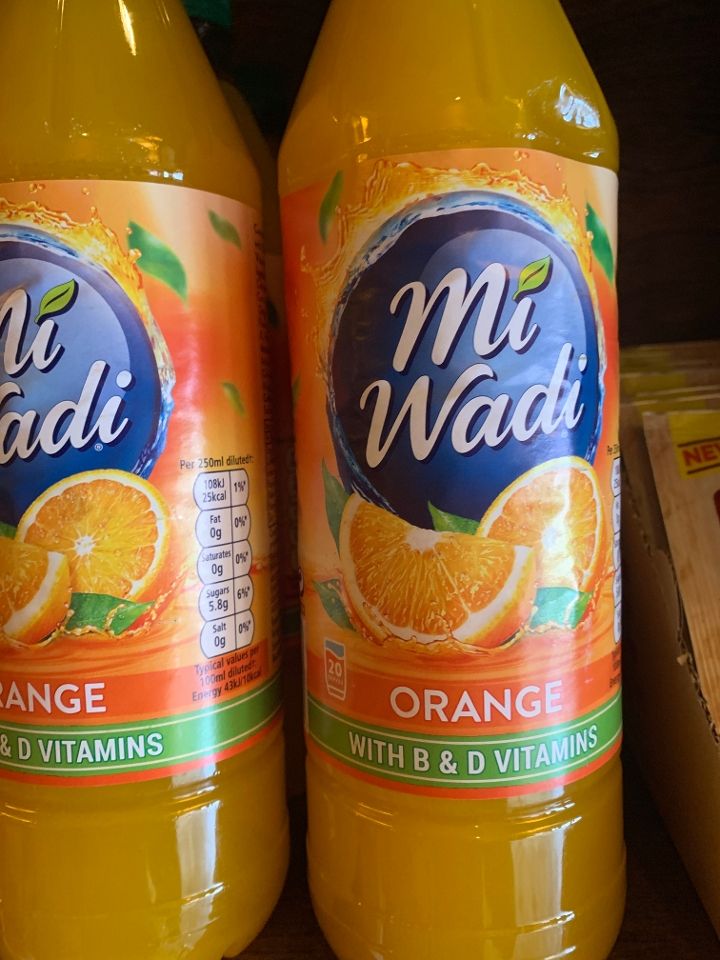 Mi
Wadi
ORANGE
WITH B & D VITAMINS
20
Wadi
Per 250ml diluted†:
108kJ
25kcal 1%*
Fat
0g 0%*
Saturates
0g 0%*
Sugars
5.8g 6%*
Salt
0g 0%*
Typical values per
100ml diluted†:
Energy 43kJ/10kcal
RANGE
& D VITAMINS
NEW